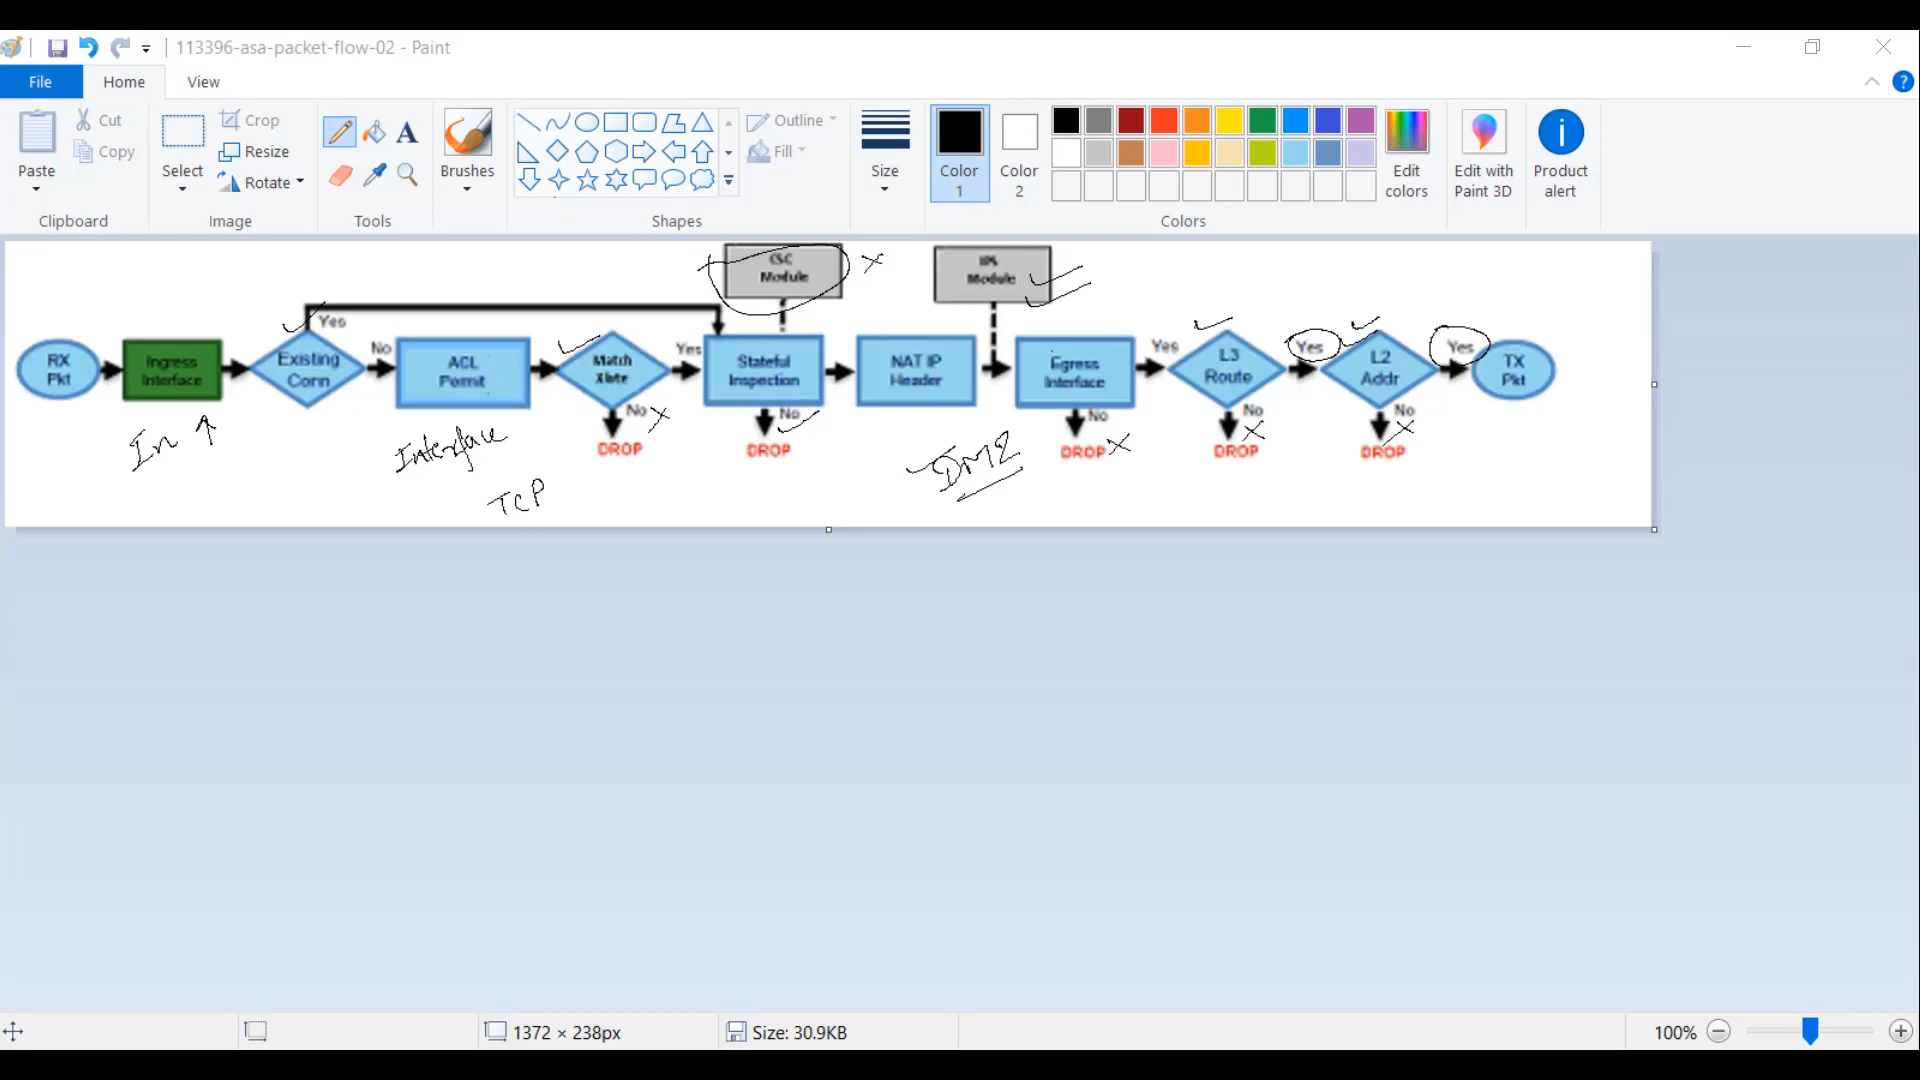 113396-asa-packet-flow-02 - Paint
File Home View
Paste
Cut
Copy
Clipboard
Select
Crop
Resize
Rotate
Image
A
Tools
Brushes
Shapes
Outline
Fill
Size
Color 1
Color 2
Colors
Edit colors
Edit with Paint 3D
Product alert
CSC Module
IPS Module
RX Pkt
Ingress Interface
Existing Conn
Yes
No
ACL Permit
Match Xlate
Yes
No
DROP
Stateful Inspection
No
DROP
NAT IP Header
Egress Interface
Yes
No
DROP
L3 Route
Yes
No
DROP
L2 Addr
Yes
No
DROP
TX Pkt
In
Interface
TCP
DMZ
1372 × 238px
Size: 30.9KB
100%